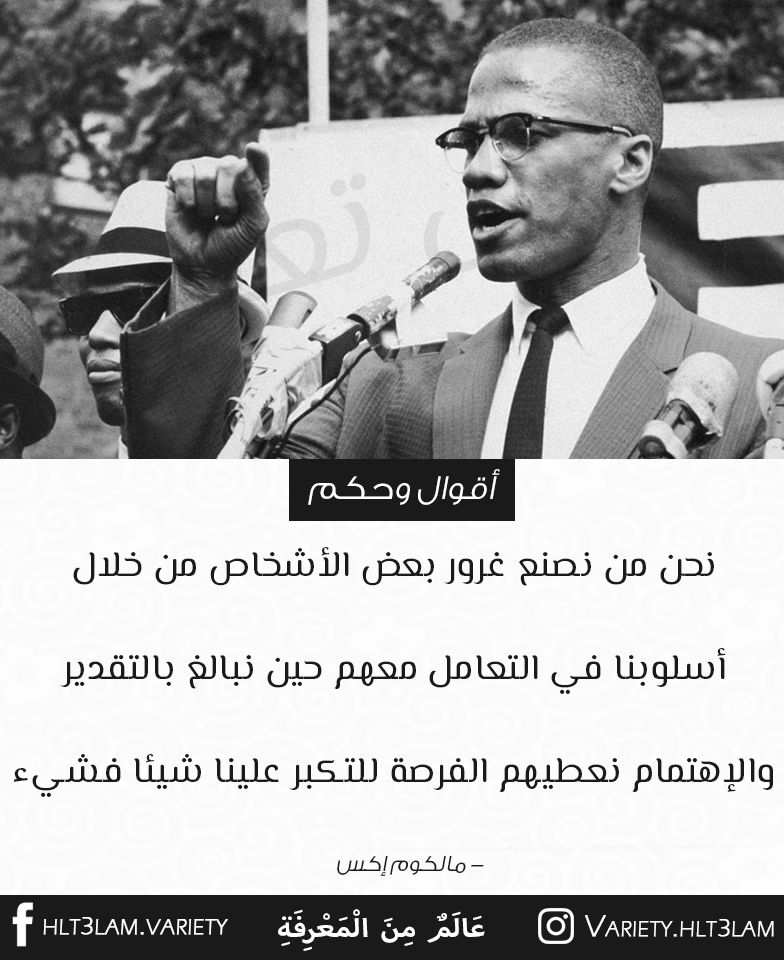 أقوال وحكم
نحن من نصنع غرور بعض الأشخاص من خلال
أسلوبنا في التعامل معهم حين نبالغ بالتقدير
والإهتمام نعطيهم الفرصة للتكبر علينا شيئا فشيء
– مالكوم إكس
HLT3LAM.VARIETY
عَالَمٌ مِنَ الْمَعْرِفَةِ
VARIETY.HLT3LAM